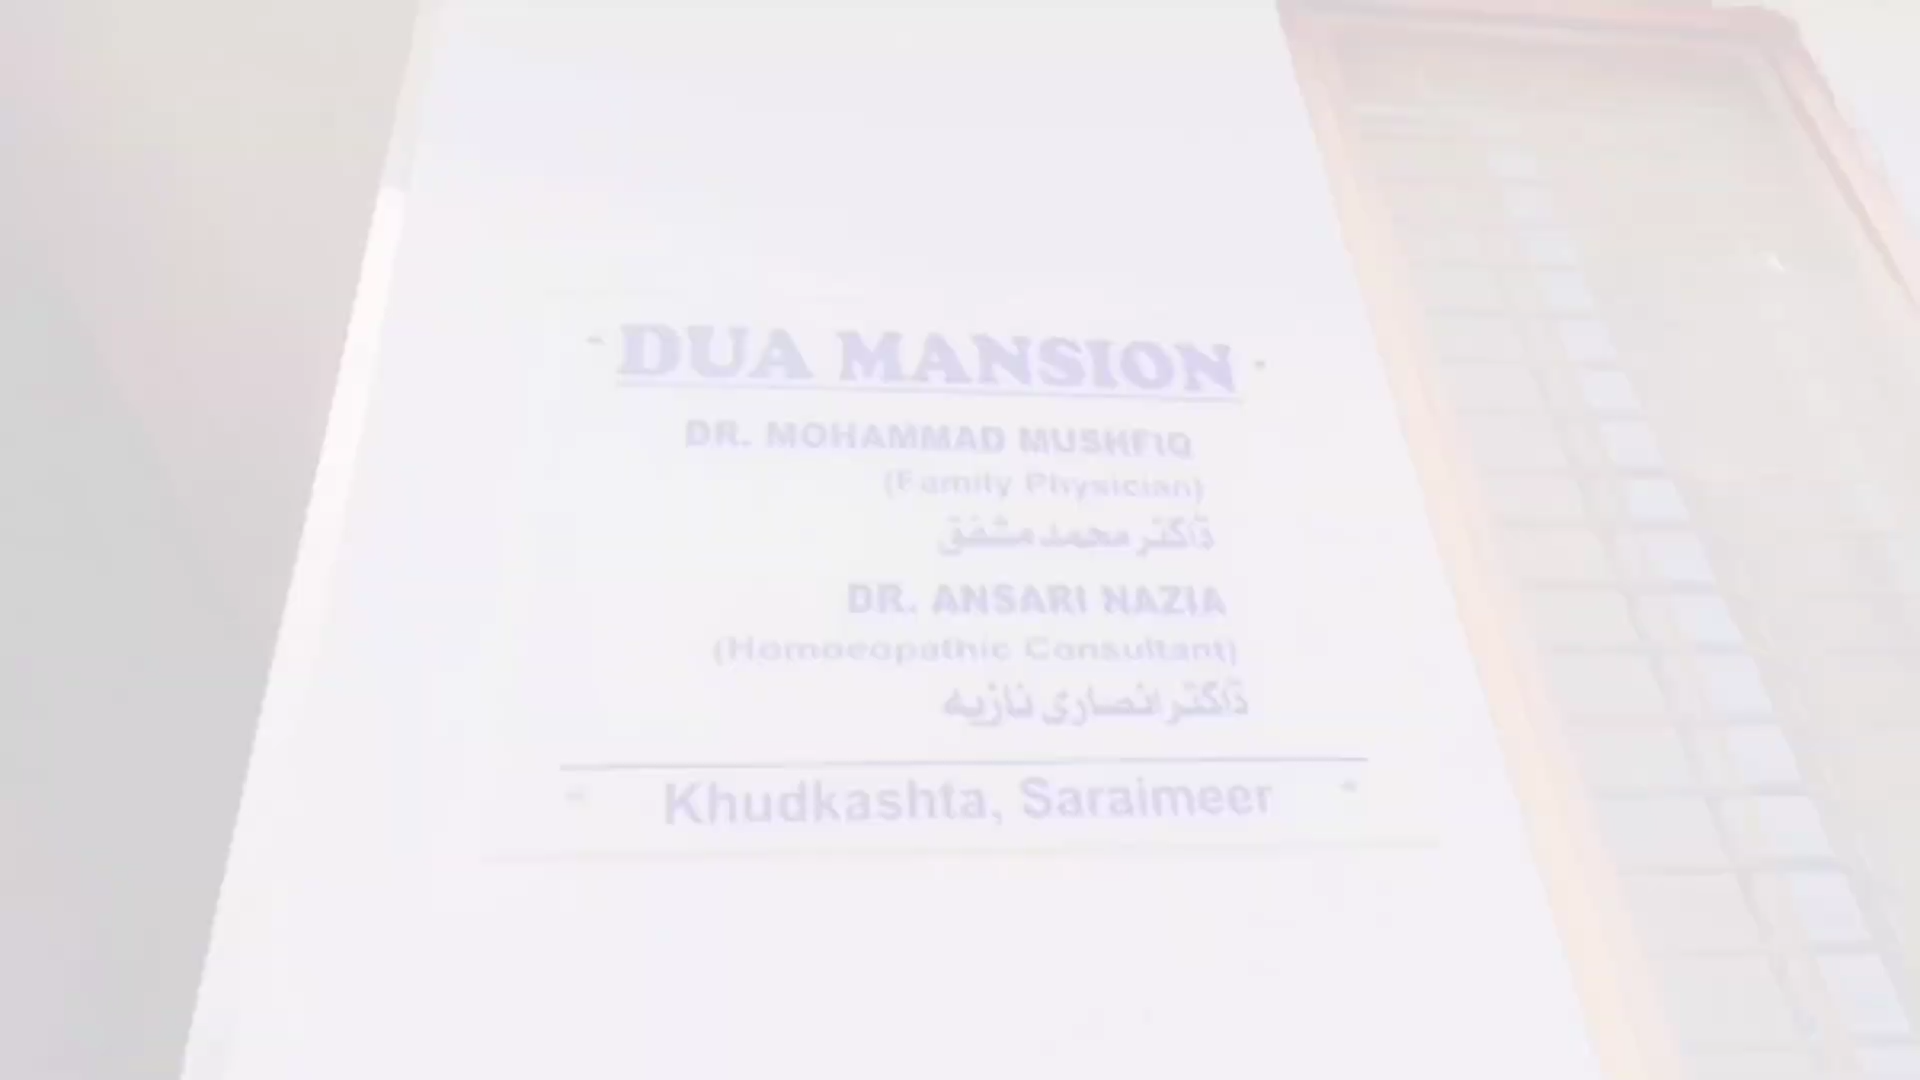 - DUA MANSION -
DR. MOHAMMAD MUSHFIQ
(Family Physician)
ڈاکٹر محمد مشفق
DR. ANSARI NAZIA
(Homoeopathic Consultant)
ڈاکٹر انصاری نازیہ
Khudkashta, Saraimeer